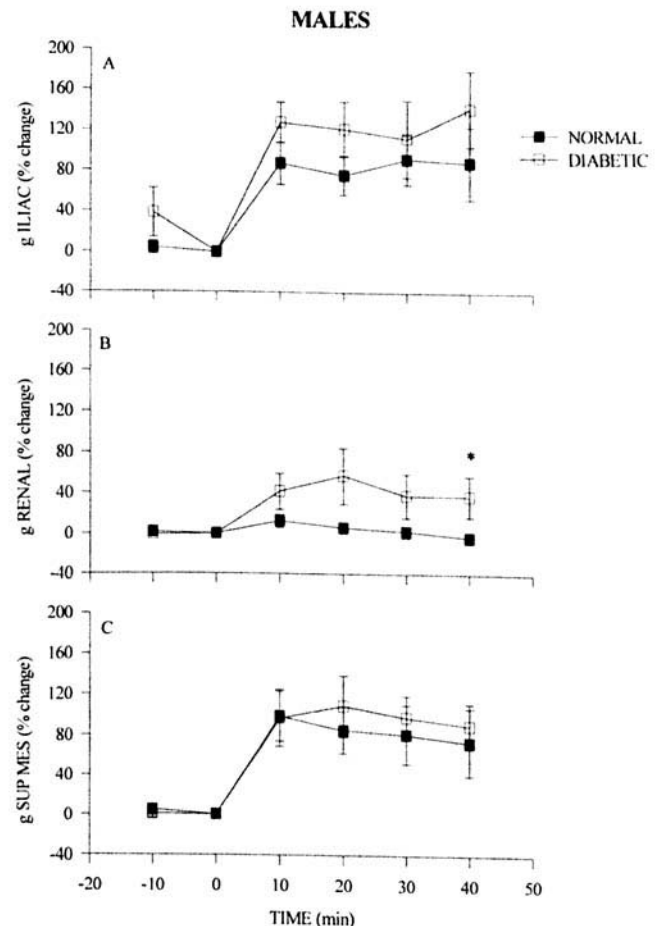 MALES
A
200
160
120
80
40
0
-40
g ILIAC (% change)
NORMAL
DIABETIC
B
200
160
120
80
40
0
-40
g RENAL (% change)
*
C
200
160
120
80
40
0
-40
g SUP MES (% change)
-20 -10 0 10 20 30 40 50
TIME (min)